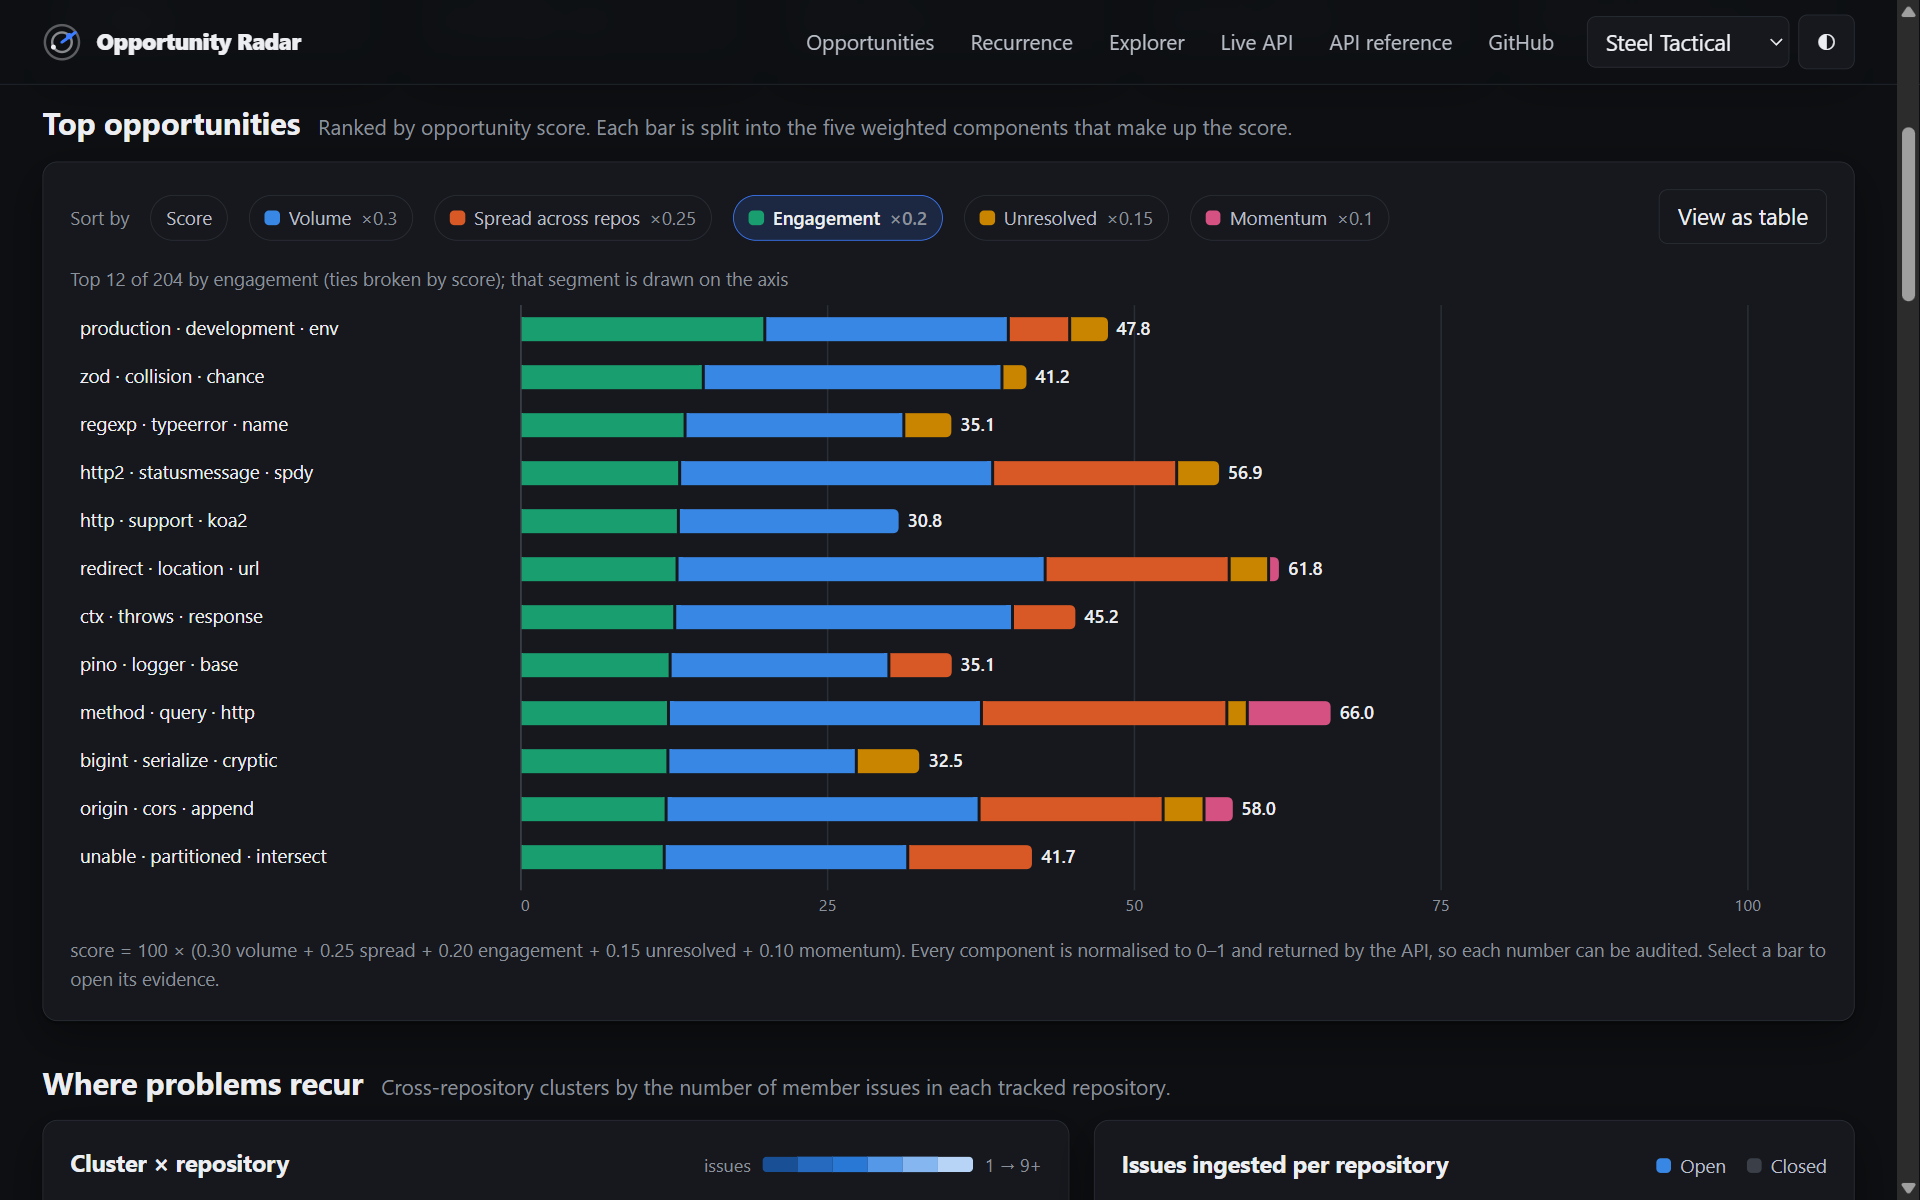 Opportunity Radar
Opportunities
Recurrence
Explorer
Live API
API reference
GitHub
Steel Tactical
Top opportunities
Ranked by opportunity score. Each bar is split into the five weighted components that make up the score.
Sort by
Score
Volume ×0.3
Spread across repos ×0.25
Engagement ×0.2
Unresolved ×0.15
Momentum ×0.1
View as table
Top 12 of 204 by engagement (ties broken by score); that segment is drawn on the axis
production · development · env 47.8
zod · collision · chance 41.2
regexp · typeerror · name 35.1
http2 · statusmessage · spdy 56.9
http · support · koa2 30.8
redirect · location · url 61.8
ctx · throws · response 45.2
pino · logger · base 35.1
method · query · http 66.0
bigint · serialize · cryptic 32.5
origin · cors · append 58.0
unable · partitioned · intersect 41.7
0 25 50 75 100
score = 100 × (0.30 volume + 0.25 spread + 0.20 engagement + 0.15 unresolved + 0.10 momentum). Every component is normalised to 0–1 and returned by the API, so each number can be audited. Select a bar to
open its evidence.
Where problems recur
Cross-repository clusters by the number of member issues in each tracked repository.
Cluster × repository
issues 1 → 9+
Issues ingested per repository
Open
Closed